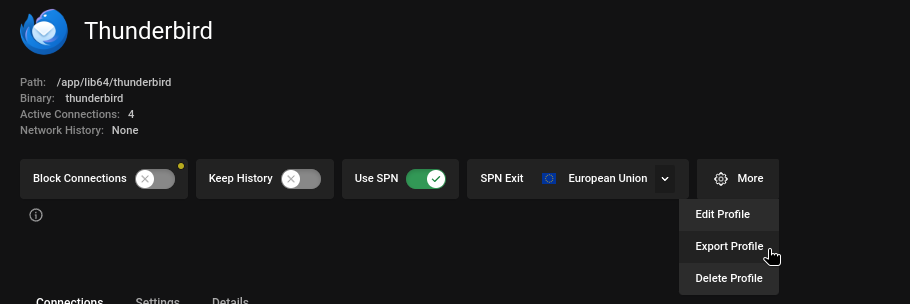 Thunderbird
Path: /app/lib64/thunderbird
Binary: thunderbird
Active Connections: 4
Network History: None
Block Connections Keep History Use SPN SPN Exit European Union More
Edit Profile
Export Profile
Delete Profile
Connections Settings Details